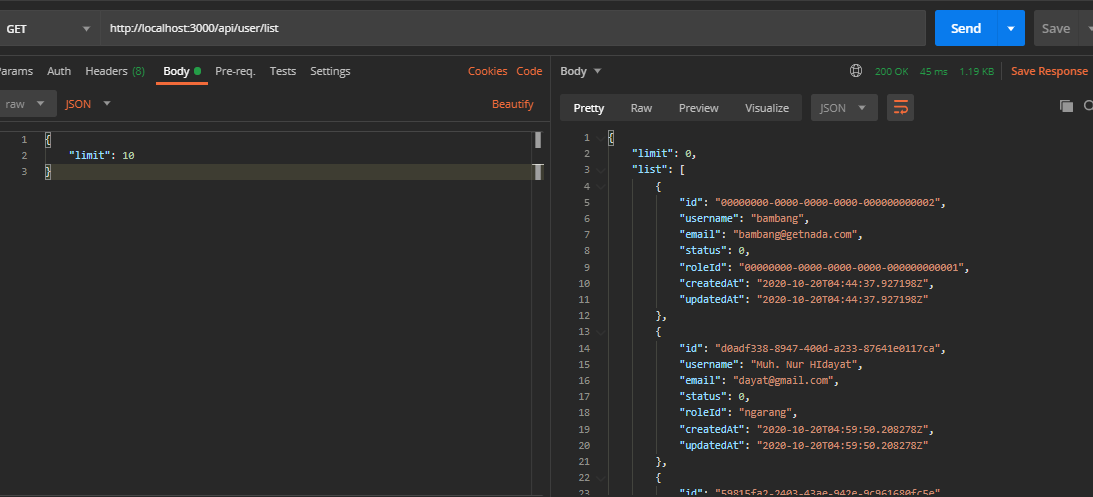 GET http://localhost:3000/api/user/list Send Save
Params Auth Headers (8) Body Pre-req. Tests Settings Cookies Code
raw JSON Beautify
1 {
2 "limit": 10
3 }
Body 200 OK 45 ms 1.19 KB Save Response
Pretty Raw Preview Visualize JSON
1 {
2 "limit": 0,
3 "list": [
4 {
5 "id": "00000000-0000-0000-0000-000000000002",
6 "username": "bambang",
7 "email": "bambang@getnada.com",
8 "status": 0,
9 "roleId": "00000000-0000-0000-0000-000000000001",
10 "createdAt": "2020-10-20T04:44:37.927198Z",
11 "updatedAt": "2020-10-20T04:44:37.927198Z"
12 },
13 {
14 "id": "d0adf338-8947-400d-a233-87641e0117ca",
15 "username": "Muh. Nur HIdayat",
16 "email": "dayat@gmail.com",
17 "status": 0,
18 "roleId": "ngarang",
19 "createdAt": "2020-10-20T04:59:50.208278Z",
20 "updatedAt": "2020-10-20T04:59:50.208278Z"
21 },
22 {
23 "id": "59815fa2-2403-43ae-942e-9c961680fc5e"